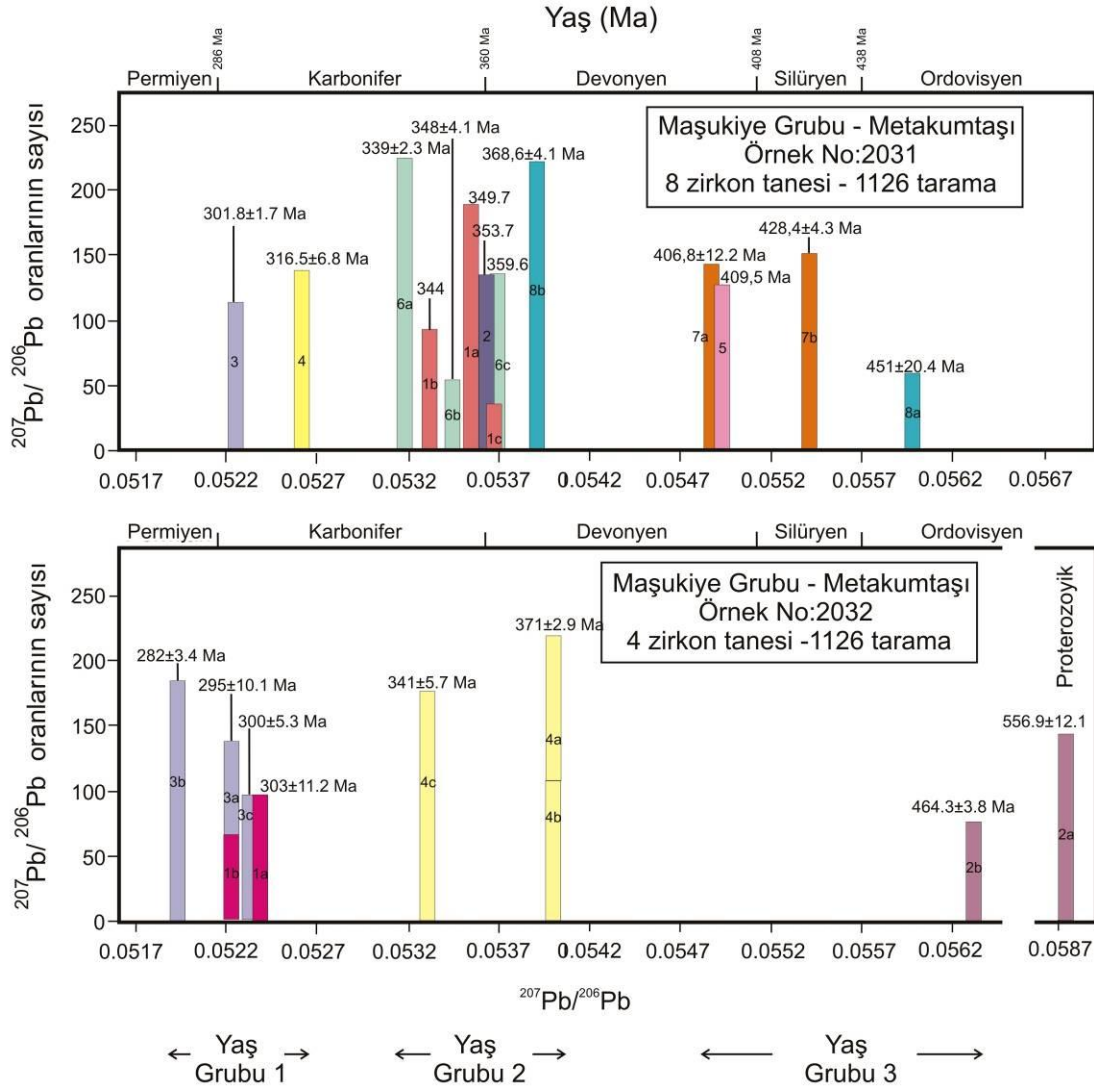 Yaş (Ma)
286 Ma
360 Ma
408 Ma
438 Ma
Permiyen Karbonifer Devonyen Silüryen Ordovisyen
207Pb/ 206Pb oranlarının sayısı
250
200
150
100
50
0
Maşukiye Grubu - Metakumtaşı
Örnek No:2031
8 zirkon tanesi - 1126 tarama
301.8±1.7 Ma
316.5±6.8 Ma
339±2.3 Ma
348±4.1 Ma
368,6±4.1 Ma
344
349.7
353.7
359.6
406,8±12.2 Ma
409,5 Ma
428,4±4.3 Ma
451±20.4 Ma
3
4
6a
1b
6b
1a
2
6c
1c
8b
7a
5
7b
8a
0.0517 0.0522 0.0527 0.0532 0.0537 0.0542 0.0547 0.0552 0.0557 0.0562 0.0567
Permiyen Karbonifer Devonyen Silüryen Ordovisyen
207Pb/ 206Pb oranlarının sayısı
250
200
150
100
50
0
Maşukiye Grubu - Metakumtaşı
Örnek No:2032
4 zirkon tanesi -1126 tarama
Proterozoyik
282±3.4 Ma
295±10.1 Ma
300±5.3 Ma
303±11.2 Ma
341±5.7 Ma
371±2.9 Ma
464.3±3.8 Ma
556.9±12.1
3b
3a
1b
3c
1a
4c
4a
4b
2b
2a
0.0517 0.0522 0.0527 0.0532 0.0537 0.0542 0.0547 0.0552 0.0557 0.0562 0.0587
207Pb/206Pb
Yaş
Grubu 1
Yaş
Grubu 2
Yaş
Grubu 3